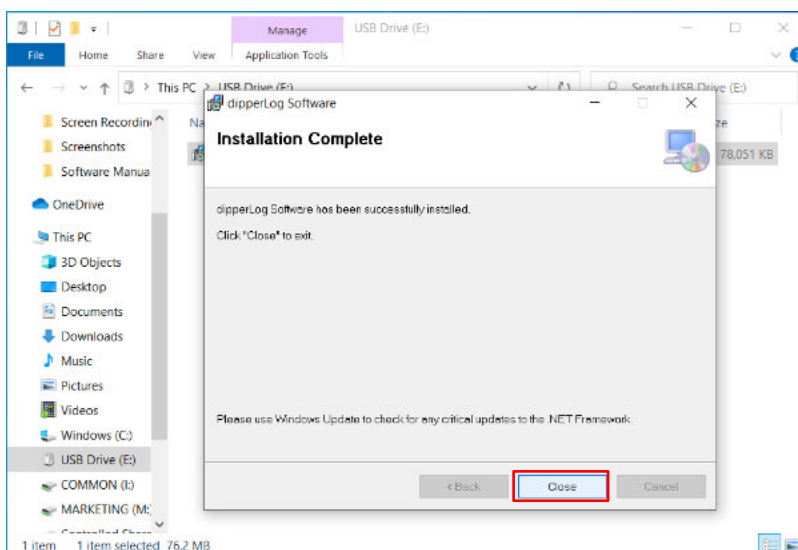 Manage
USB Drive (E:)
File
Home
Share
View
Application Tools
This PC > USB Drive (E:)
Search USB Drive (E:)
dipperLog Software
Screen Recordin
Screenshots
Software Manua
OneDrive
This PC
3D Objects
Desktop
Documents
Downloads
Music
Pictures
Videos
Windows (C:)
USB Drive (E:)
COMMON (I:)
MARKETING (M:
Na
ze
78,051 KB
Installation Complete
dipperLog Software has been successfully installed.
Click "Close" to exit.
Please use Windows Update to check for any critical updates to the .NET Framework.
< Back
Close
Cancel
1 item
1 item selected 76.2 MB